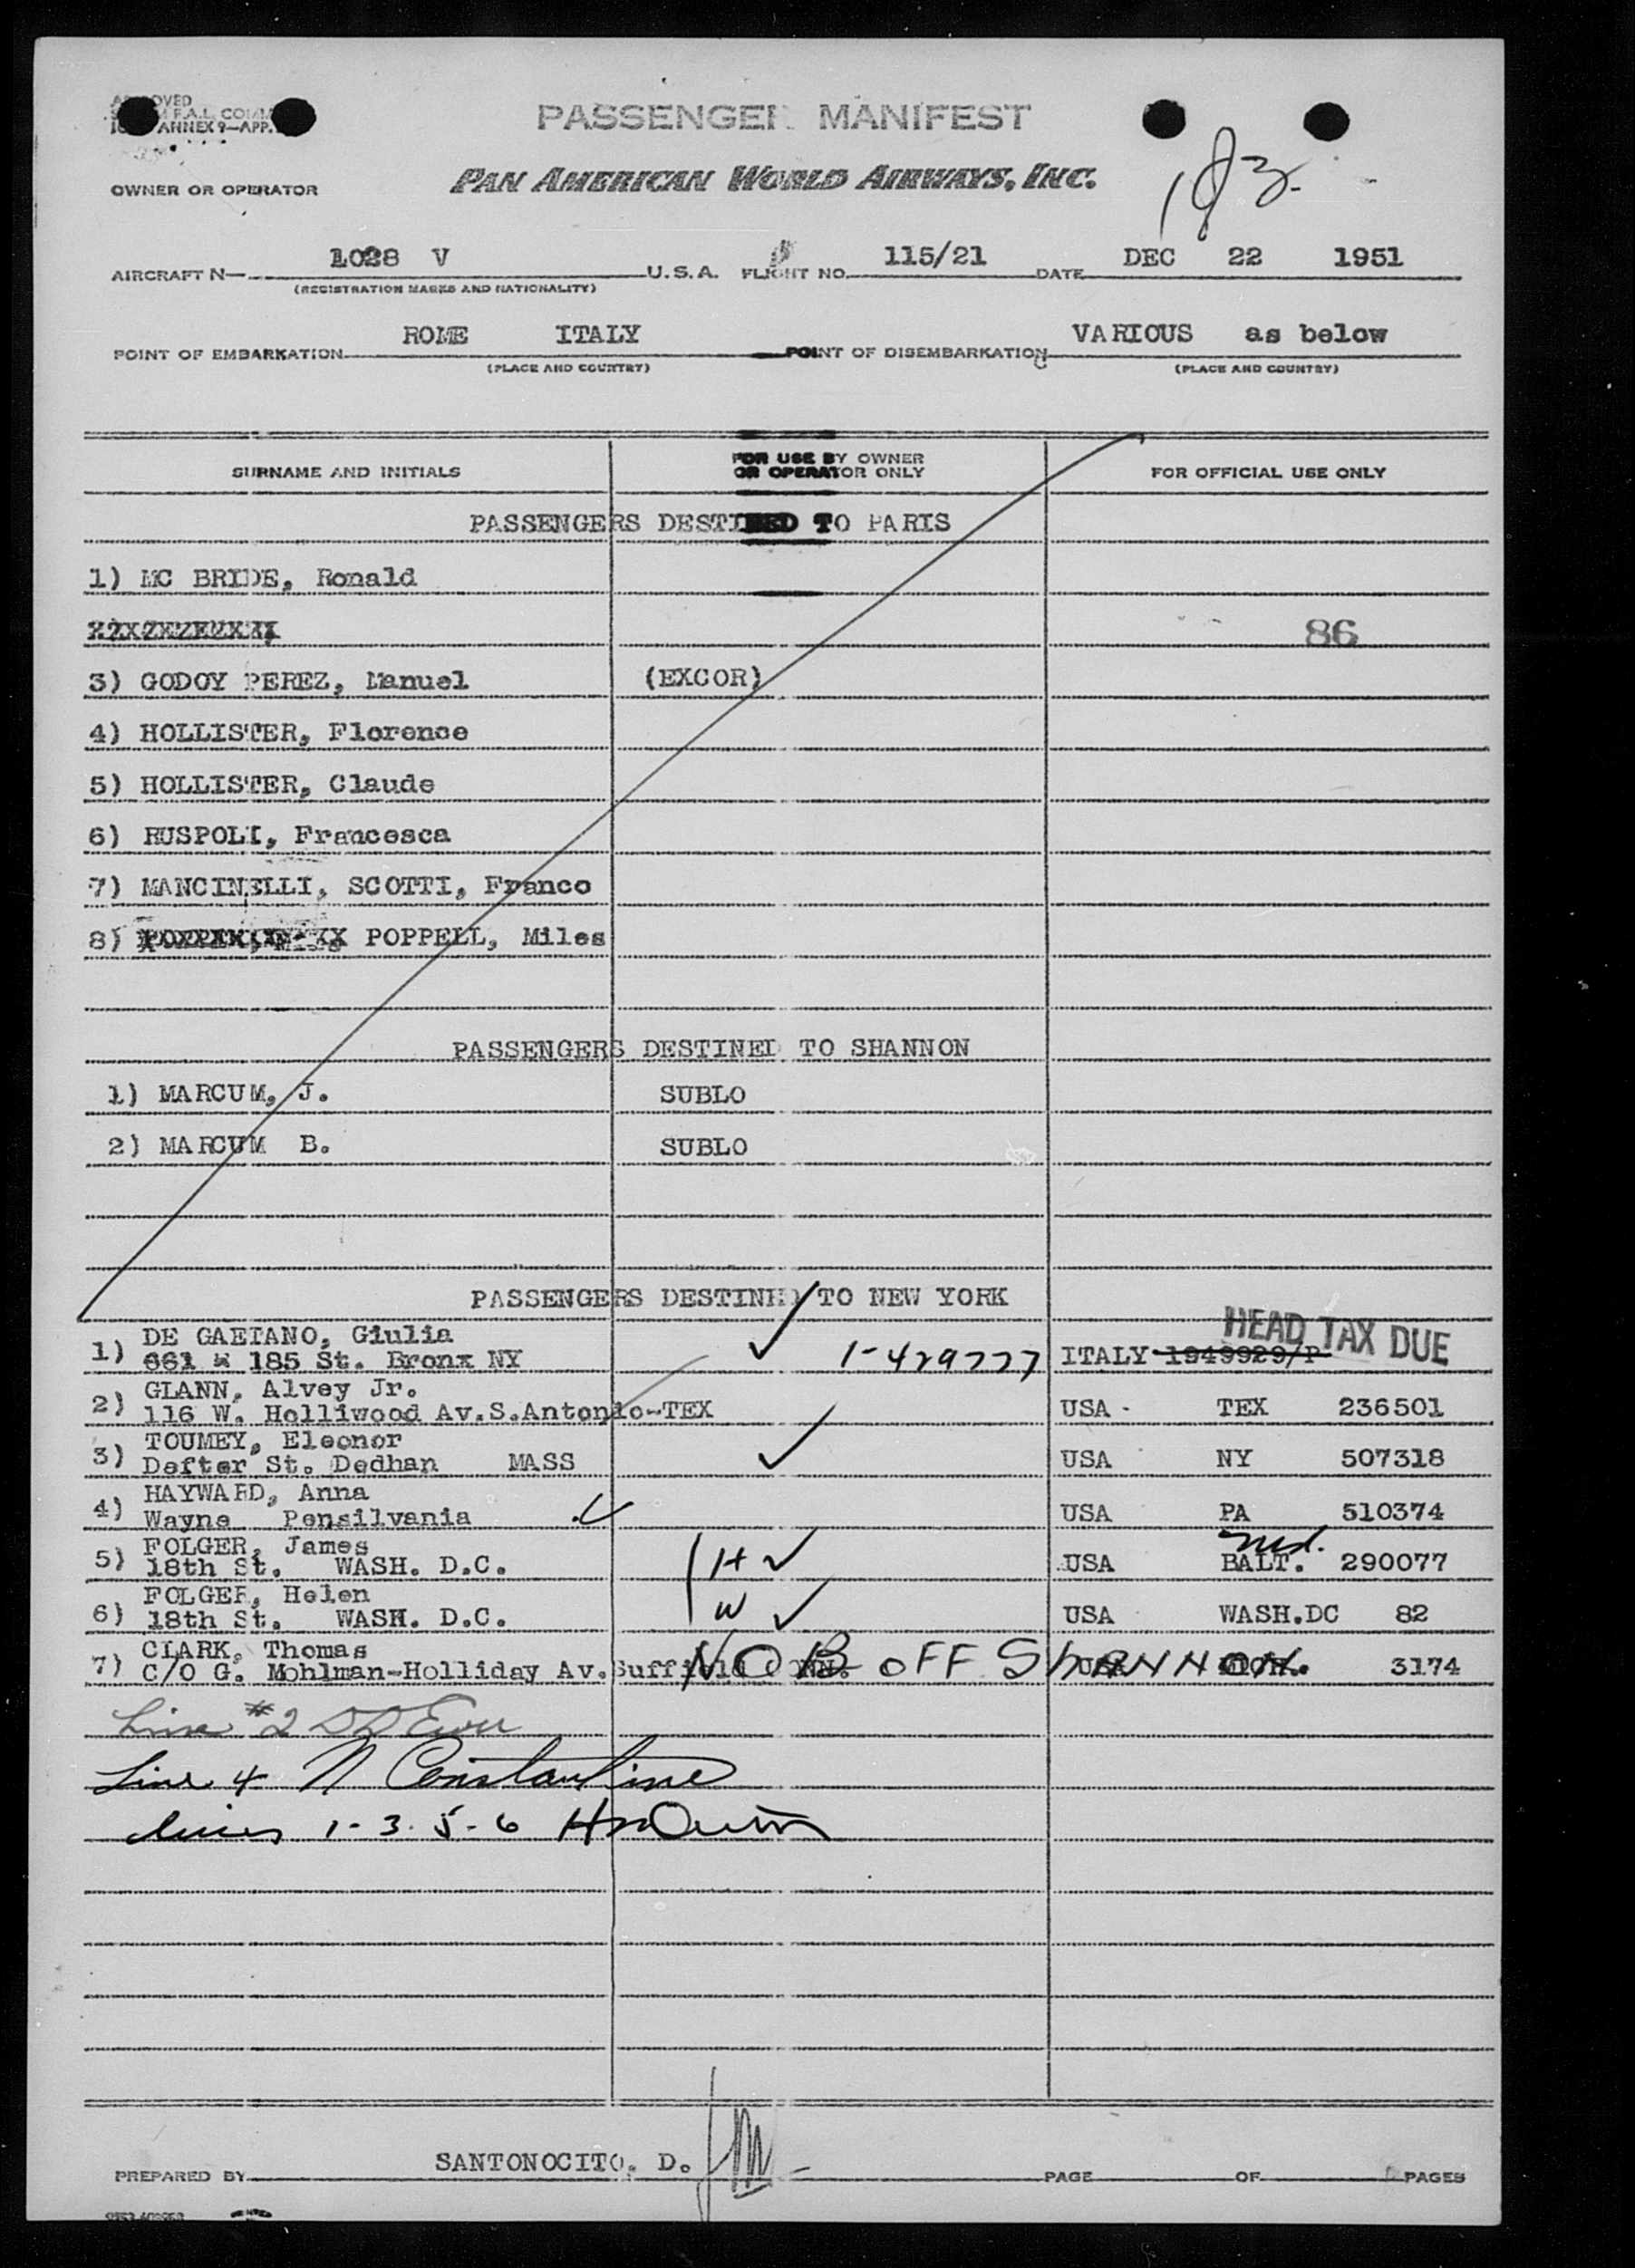 PASSENGER MANIFEST
PAN AMERICAN WORLD AIRWAYS, INC.
ANNEX 9—APP.
OWNER OR OPERATOR
AIRCRAFT N— 1028 V U.S.A. FLIGHT NO. 115/21 DATE DEC 22 1951
(REGISTRATION MARKS AND NATIONALITY)
POINT OF EMBARKATION ROME ITALY POINT OF DISEMBARKATION VARIOUS as below
(PLACE AND COUNTRY) (PLACE AND COUNTRY)
SURNAME AND INITIALS FOR USE BY OWNER OR OPERATOR ONLY FOR OFFICIAL USE ONLY
PASSENGERS DESTINED TO PARIS
1) MC BRIDE, Ronald
86
3) GODOY PEREZ, Manuel (EXCOR)
4) HOLLISTER, Florence
5) HOLLISTER, Claude
6) RUSPOLI, Francesca
7) MANCINELLI, SCOTTI, Franco
8) POPPELL, Miles
PASSENGERS DESTINED TO SHANNON
1) MARCUM, J. SUBLO
2) MARCUM B. SUBLO
PASSENGERS DESTINED TO NEW YORK
HEAD TAX DUE
1) DE GAETANO, Giulia
661 W 185 St. Bronx NY 1-429777 ITALY 1949929/P
2) GLANN, Alvey Jr.
116 W. Holliwood Av.S.Antonio-TEX USA - TEX 236501
3) TOUMEY, Eleonor
Defter St. Dedhan MASS USA NY 507318
4) HAYWARD, Anna
Wayne Pensilvania USA PA 510374
5) FOLGER, James Md.
18th St. WASH. D.C. H USA BALT. 290077
6) FOLGER, Helen
18th St. WASH. D.C. W USA WASH.DC 82
7) CLARK, Thomas
C/O G. Mohlman-Holliday Av.Suffield CONN. NOB OFF SHANNON 3174
Line #2
Line 4 N Constantine
Lines 1-3-5-6
PREPARED BY SANTONOCITO, D. PAGE OF PAGES